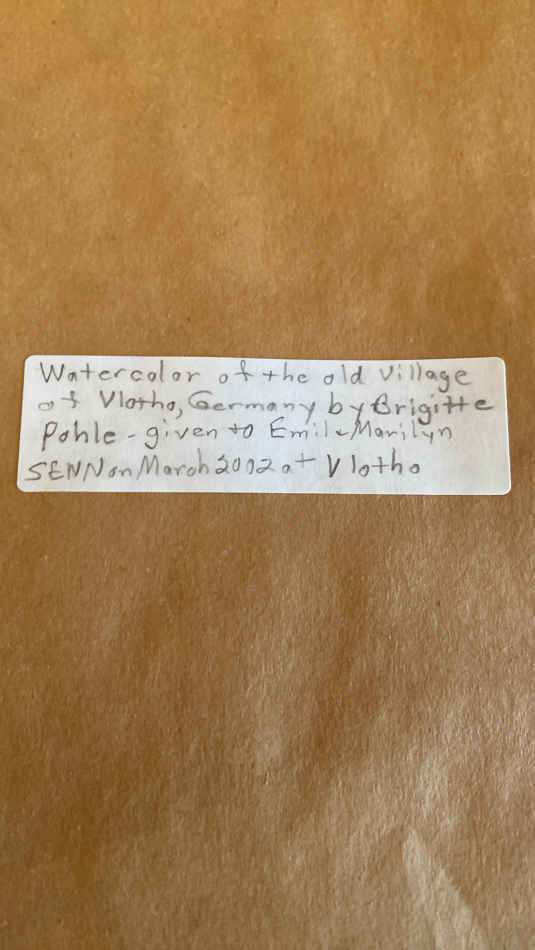 Watercolor of the old Village
of Vlotho, Germany by Brigitte
Pohle - given to Emil & Marilyn
SENN on March 2002 at Vlotho